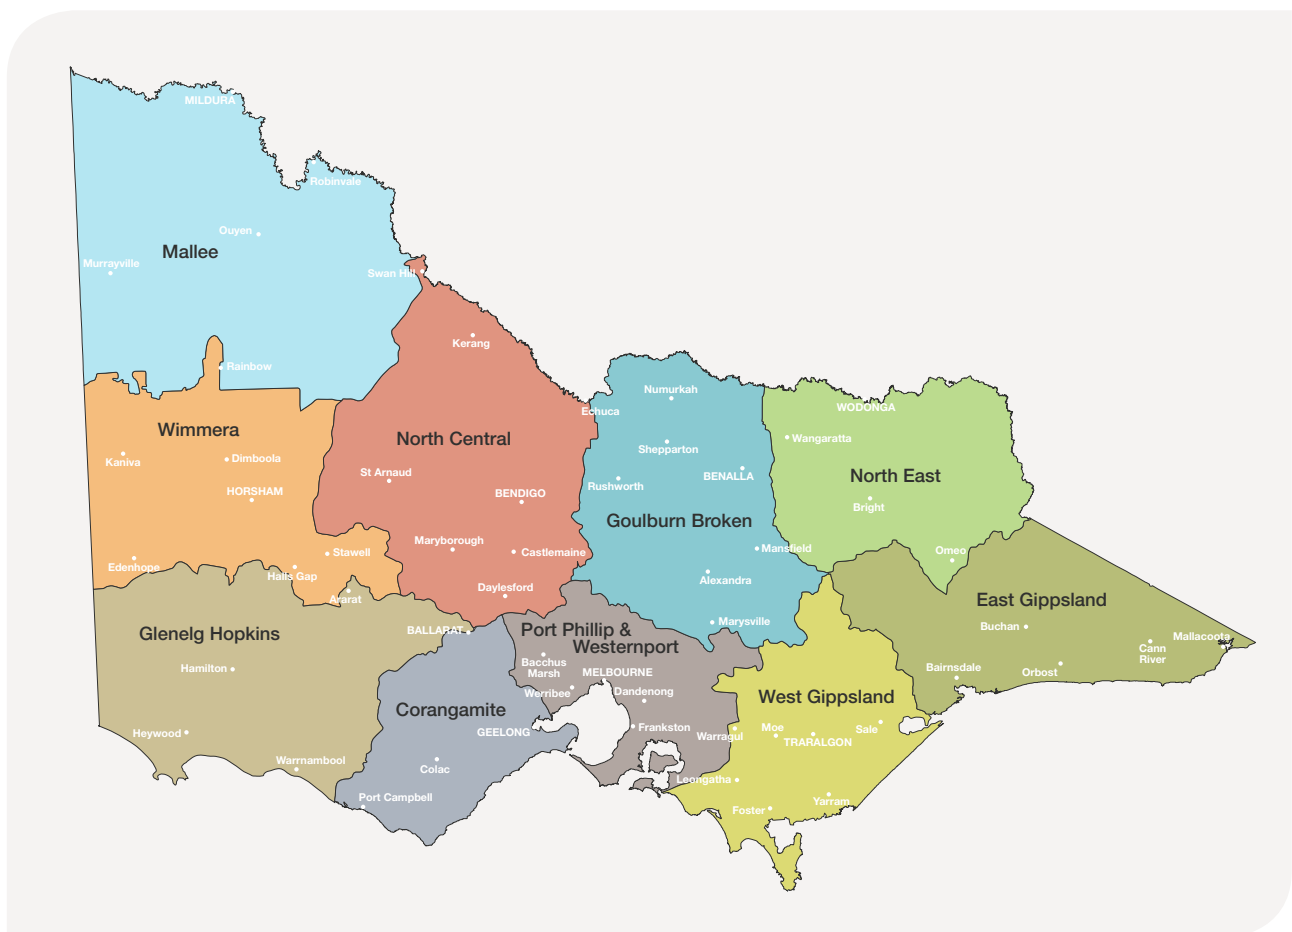 MILDURA
Robinvale
Ouyen
Mallee
Murrayville
Swan Hill
Kerang
Rainbow
Numurkah
Echuca
WODONGA
Wimmera
North Central
Wangaratta
Shepparton
Kaniva
Dimboola
St Arnaud
BENALLA
North East
HORSHAM
BENDIGO
Rushworth
Bright
Goulburn Broken
Maryborough
Castlemaine
Mansfield
Stawell
Omeo
Edenhope
Halls Gap
Alexandra
Daylesford
Ararat
East Gippsland
Marysville
Buchan
Glenelg Hopkins
BALLARAT
Port Phillip &
Westernport
Mallacoota
Cann
River
Hamilton
Bacchus
Marsh
MELBOURNE
Bairnsdale
Orbost
Werribee
Dandenong
West Gippsland
Corangamite
Heywood
GEELONG
Frankston
Warragul
Moe
Sale
TRARALGON
Warrnambool
Colac
Leongatha
Port Campbell
Foster
Yarram